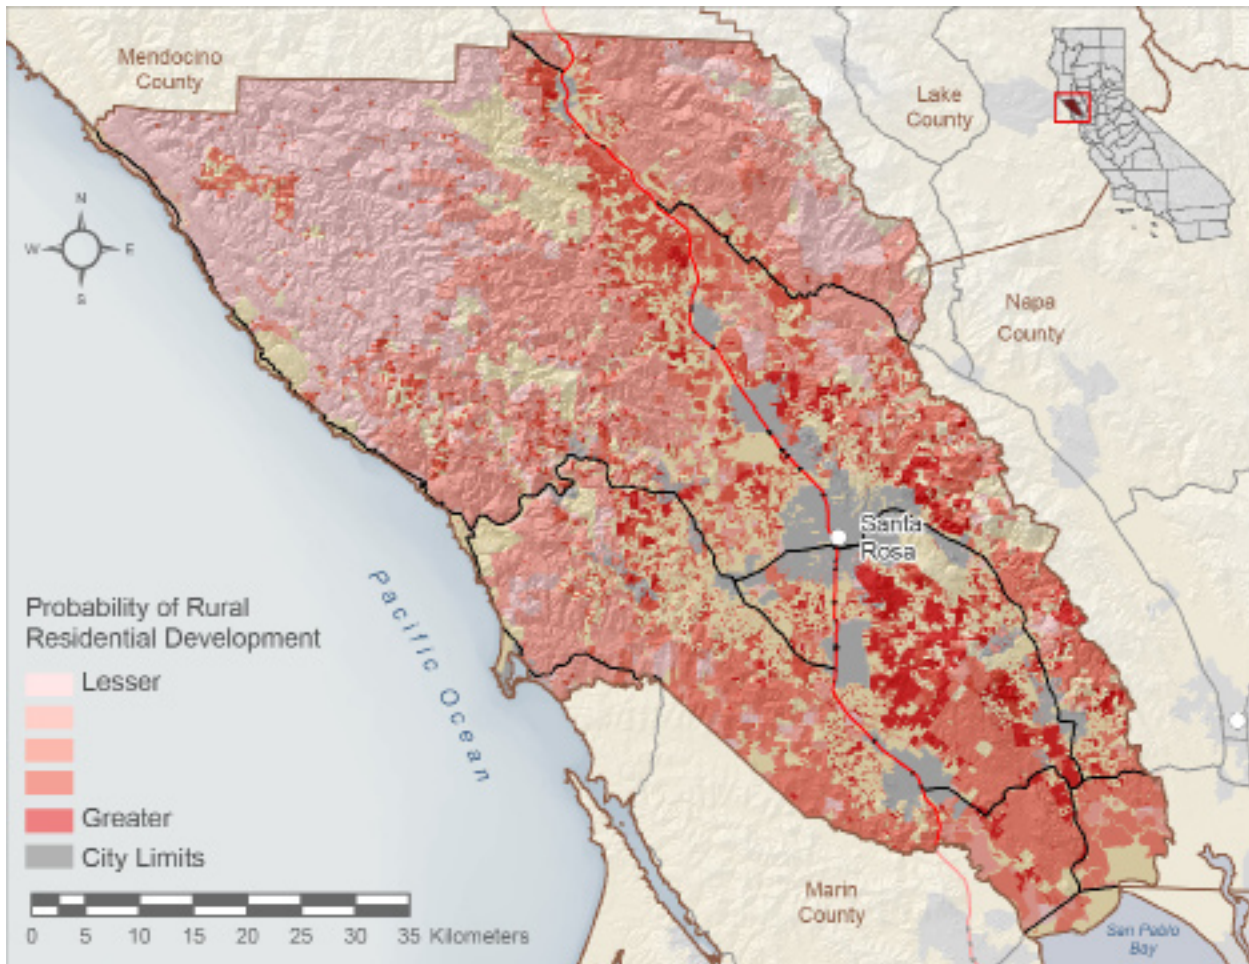 Mendocino
County
Lake
County
N
W
E
S
Napa
County
Santa
Rosa
Pacific Ocean
Probability of Rural
Residential Development
Lesser
Greater
City Limits
0 5 10 15 20 25 30 35 Kilometers
Marin
County
San Pablo
Bay